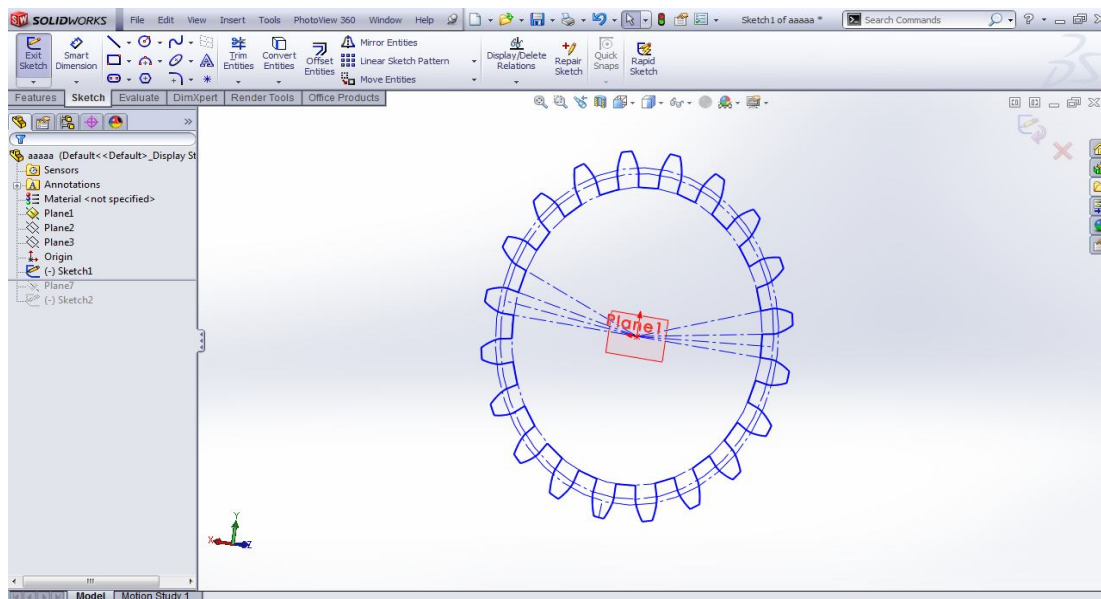 SW SOLIDWORKS File Edit View Insert Tools PhotoView 360 Window Help Sketch1 of aaaaa * Search Commands
Exit Sketch
Smart Dimension
Trim Entities
Convert Entities
Offset Entities
Mirror Entities
Linear Sketch Pattern
Move Entities
Display/Delete Relations
Repair Sketch
Quick Snaps
Rapid Sketch
Features Sketch Evaluate DimXpert Render Tools Office Products
aaaaa (Default<<Default>_Display St
Sensors
Annotations
Material <not specified>
Plane1
Plane2
Plane3
Origin
(-) Sketch1
Plane7
(-) Sketch2
Plane1
Y
X Z
Model Motion Study 1